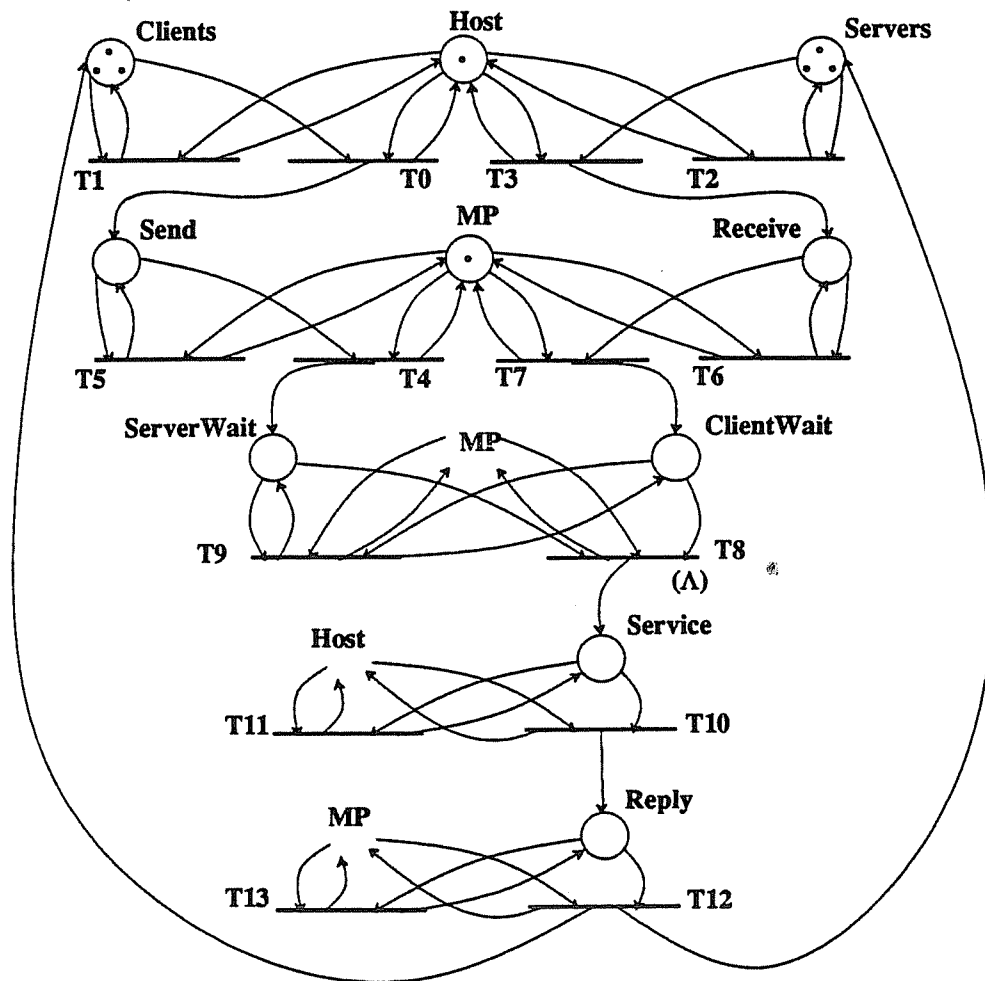 Clients Host Servers
T1 T0 T3 T2
Send MP Receive
T5 T4 T7 T6
ServerWait MP ClientWait
T9 T8
(Λ)
Service
Host
T11 T10
Reply
MP
T13 T12